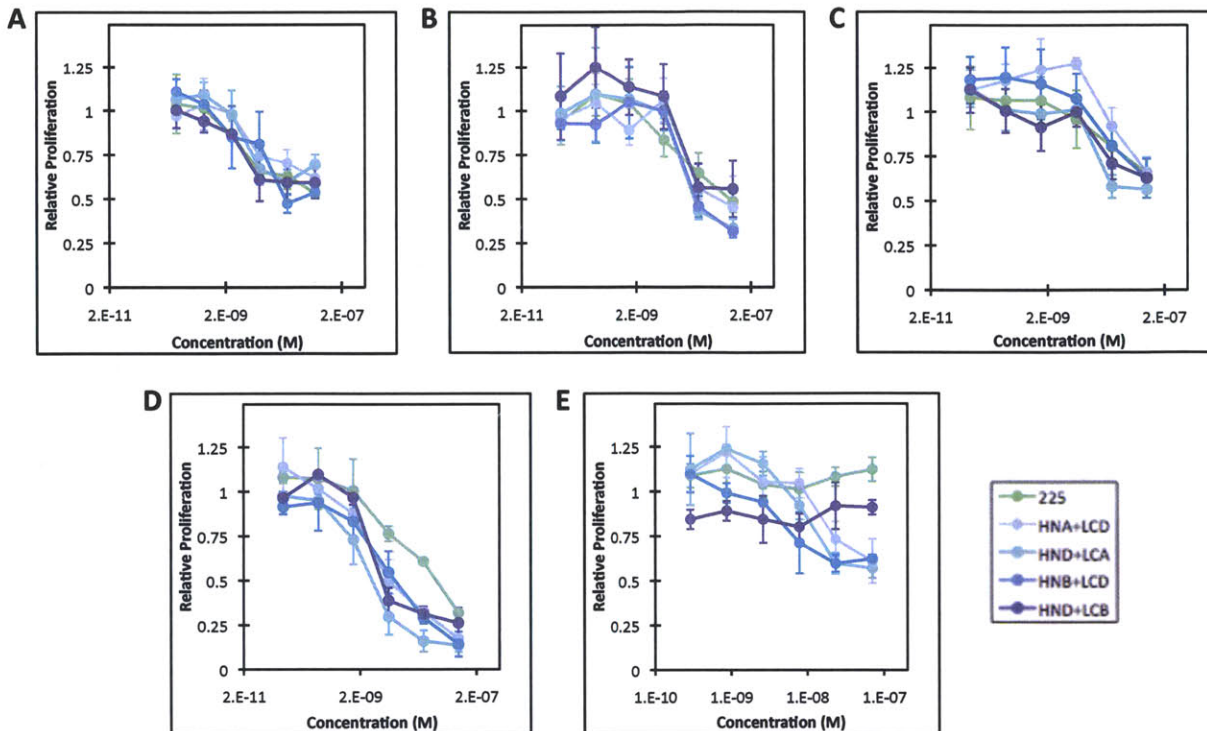 A
Relative Proliferation
1.25
1
0.75
0.5
0.25
0
2.E-11
2.E-09
2.E-07
Concentration (M)
B
Relative Proliferation
1.25
1
0.75
0.5
0.25
0
2.E-11
2.E-09
2.E-07
Concentration (M)
C
Relative Proliferation
1.25
1
0.75
0.5
0.25
0
2.E-11
2.E-09
2.E-07
Concentration (M)
D
Relative Proliferation
1.25
1
0.75
0.5
0.25
0
2.E-11
2.E-09
2.E-07
Concentration (M)
E
Relative Proliferation
1.25
1
0.75
0.5
0.25
0
1.E-10
1.E-09
1.E-08
1.E-07
Concentration (M)
225
HNA+LCD
HND+LCA
HNB+LCD
HND+LCB